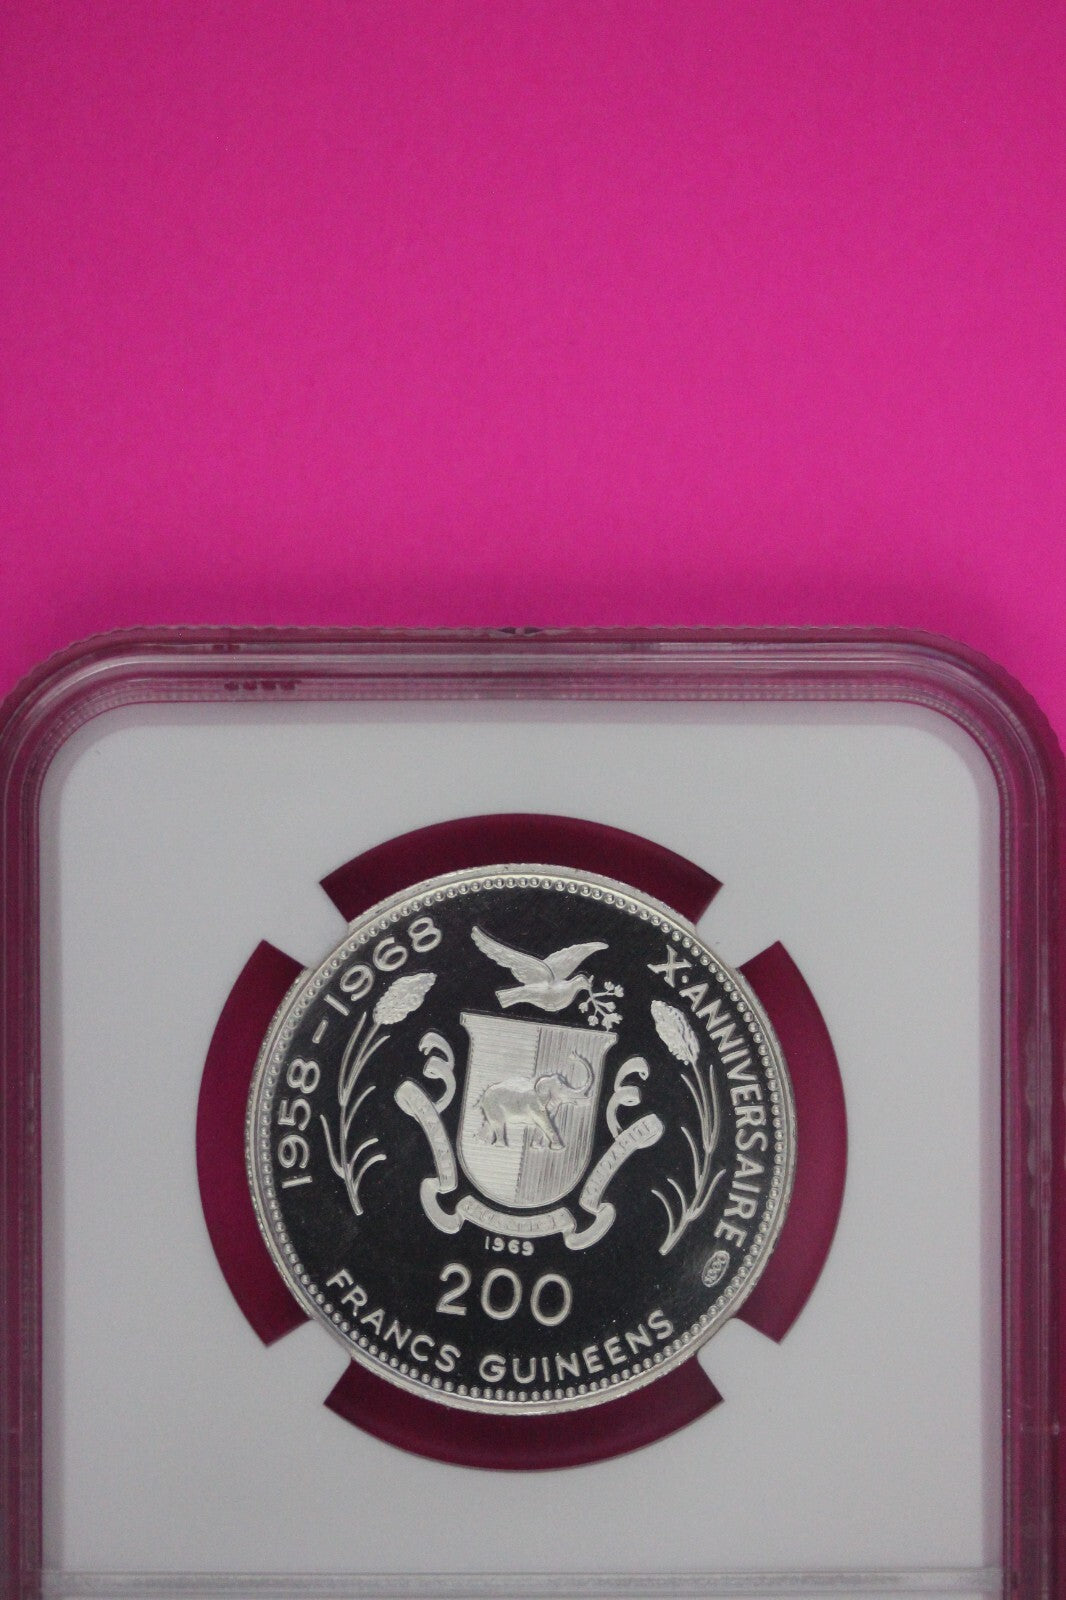 1958-1968
X·ANNIVERSAIRE
1969
200
FRANCS GUINEENS